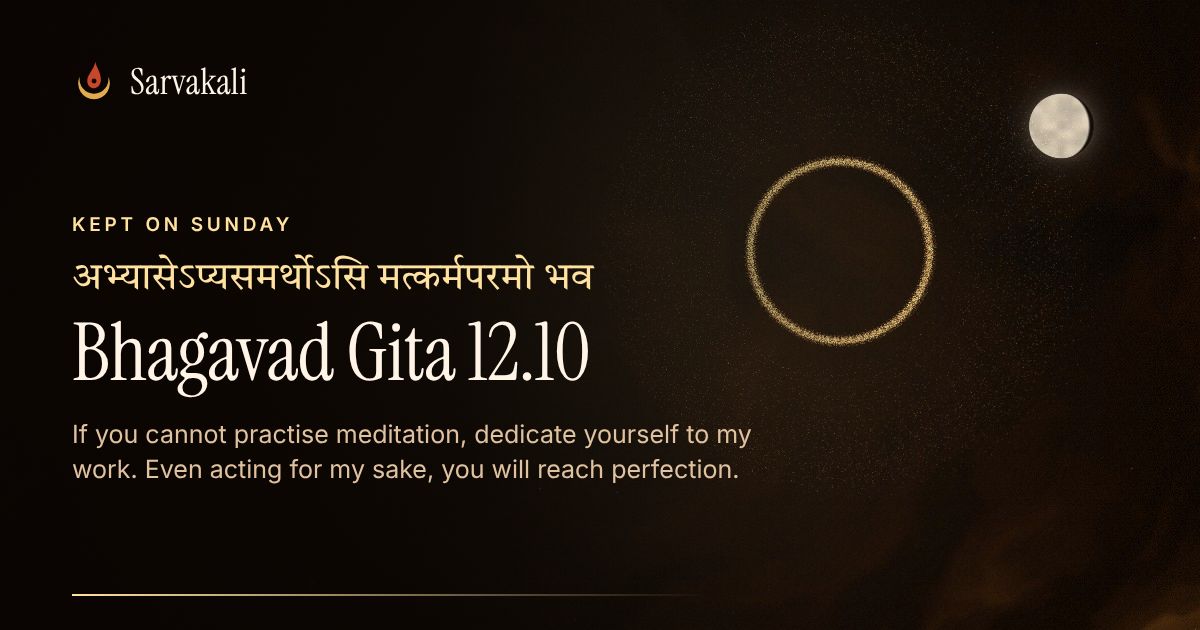 Sarvakali
KEPT ON SUNDAY
अभ्यासेऽप्यसमर्थोऽसि मत्कर्मपरमो भव
Bhagavad Gita 12.10
If you cannot practise meditation, dedicate yourself to my
work. Even acting for my sake, you will reach perfection.